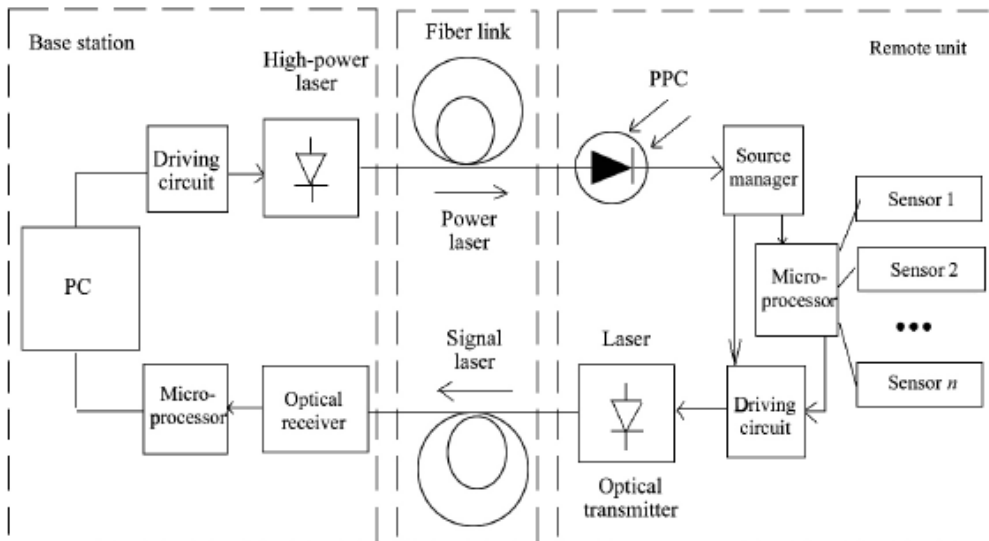 Base station
Fiber link
Remote unit
High-power
laser
PPC
Driving
circuit
Source
manager
Power
laser
Sensor 1
PC
Micro-
processor
Sensor 2
•••
Signal
laser
Laser
Sensor n
Micro-
processor
Optical
receiver
Driving
circuit
Optical
transmitter